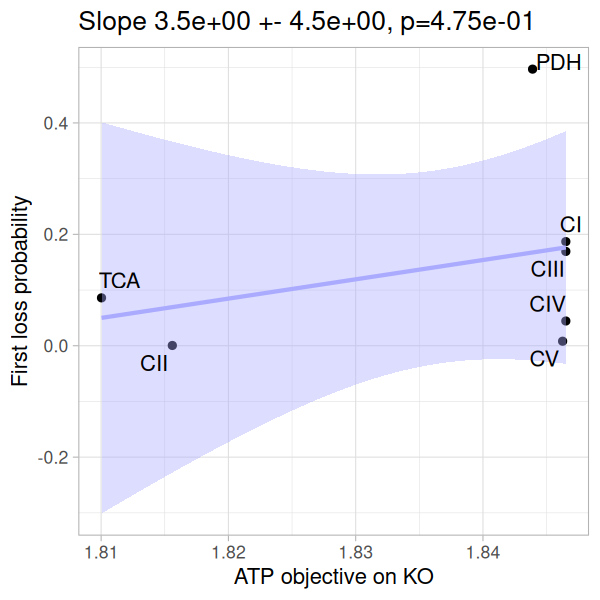 Slope 3.5e+00 +- 4.5e+00, p=4.75e-01
PDH
0.4
CI
0.2
CIII
TCA
CIV
0.0
CV
CII
-0.2
1.81 1.82 1.83 1.84
ATP objective on KO
First loss probability